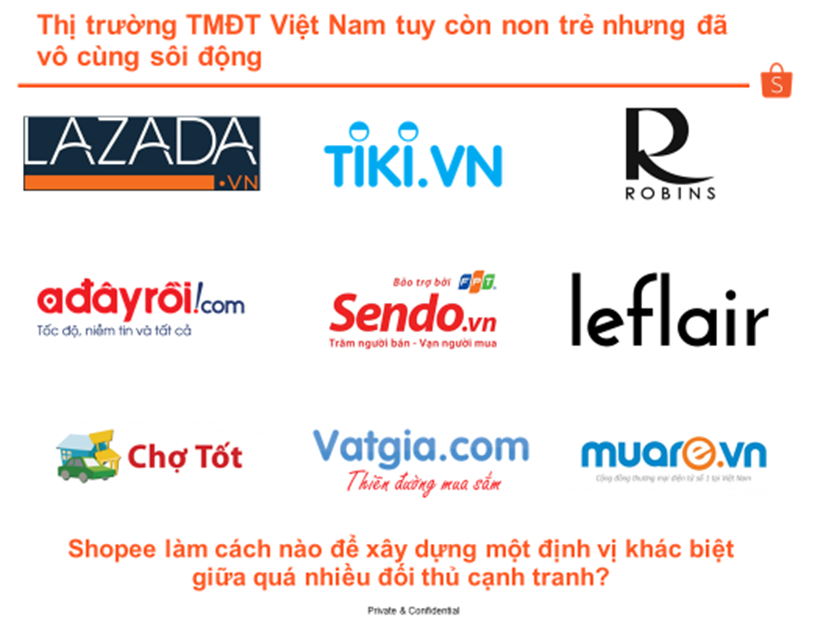 Thị trường TMĐT Việt Nam tuy còn non trẻ nhưng đã
vô cùng sôi động
S
LAZADA
.VN
TiKi.VN
R
ROBINS
ađâyrồi!com
Tốc độ, niềm tin và tất cả
Bảo trợ bởi FPT
Sendo.vn
Trăm người bán - Vạn người mua
leflair
Chợ Tốt
Vatgia.com
Thiên đường mua sắm
muare.vn
Cộng đồng thương mại điện tử số 1 tại Việt Nam
Shopee làm cách nào để xây dựng một định vị khác biệt
giữa quá nhiều đối thủ cạnh tranh?
Private & Confidential